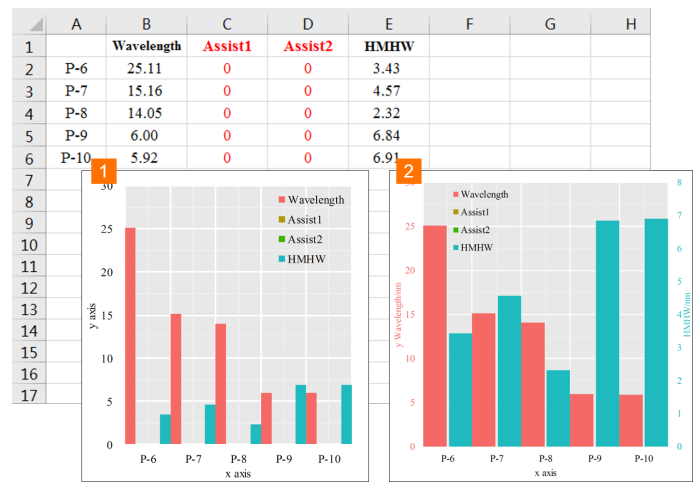 A B C D E F G H
1 Wavelength Assist1 Assist2 HMHW
2 P-6 25.11 0 0 3.43
3 P-7 15.16 0 0 4.57
4 P-8 14.05 0 0 2.32
5 P-9 6.00 0 0 6.84
6 P-10 5.92 0 0 6.91
7
8
9
10
11
12
13
14
15
16
17
1
30
25
20
15
10
5
0
y axis
Wavelength
Assist1
Assist2
HMHW
P-6 P-7 P-8 P-9 P-10
x axis
2
30
25
20
15
10
5
0
y Wavelength/nm
Wavelength
Assist1
Assist2
HMHW
8
7
6
5
4
3
2
1
0
HMHW/nm
P-6 P-7 P-8 P-9 P-10
x axis